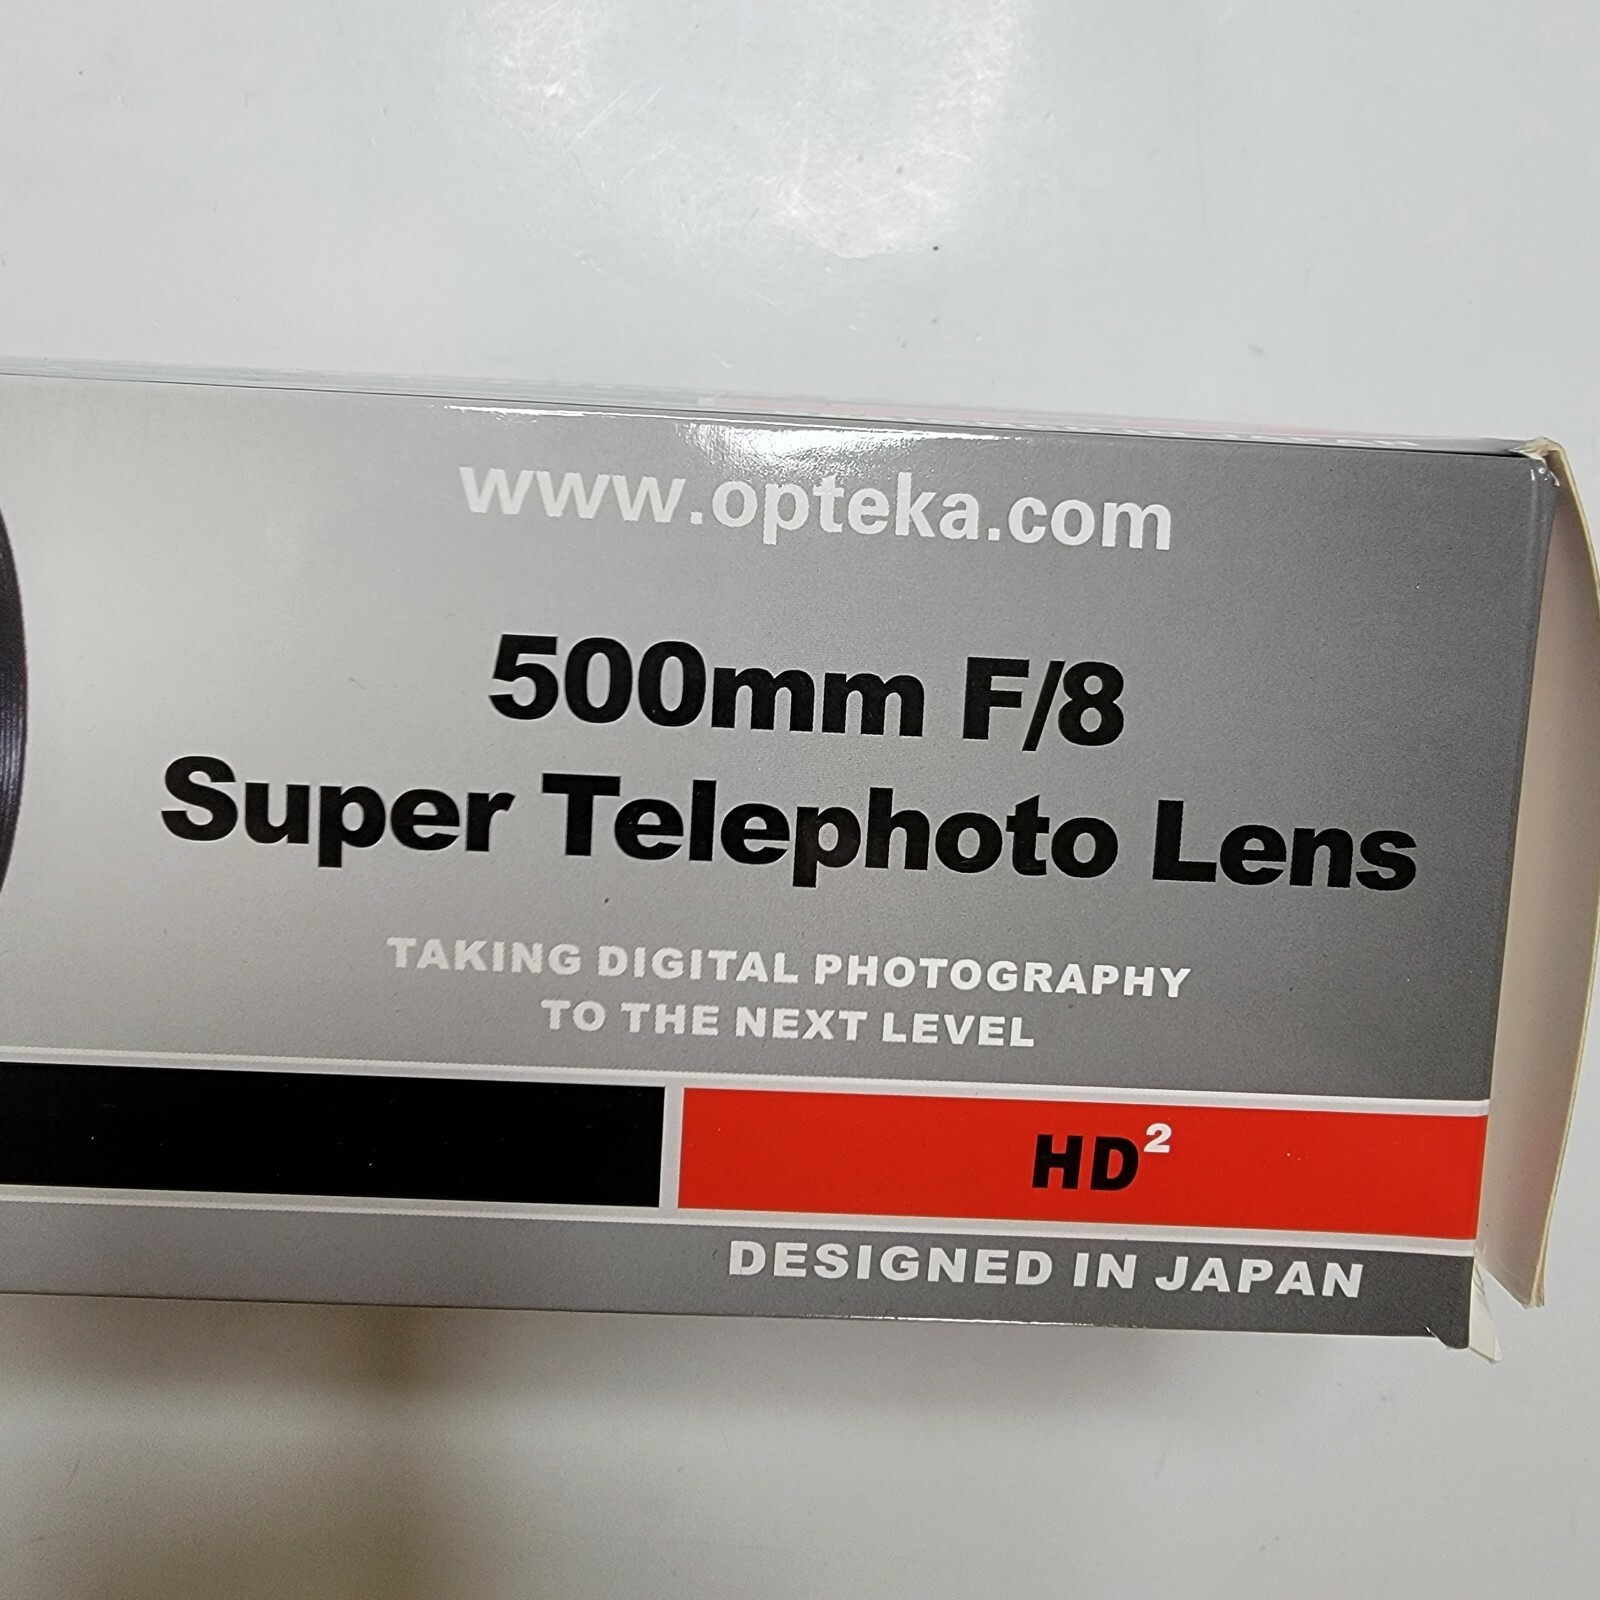 www.opteka.com
500mm F/8
Super Telephoto Lens
TAKING DIGITAL PHOTOGRAPHY
TO THE NEXT LEVEL
HD²
DESIGNED IN JAPAN